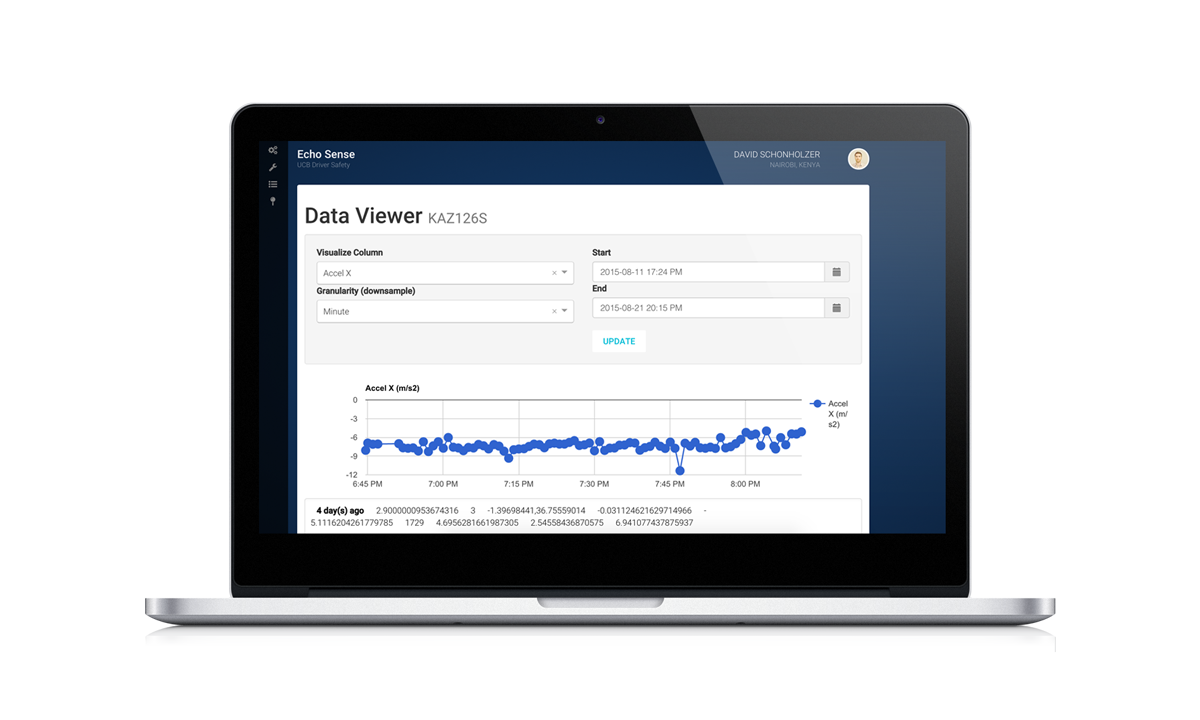 Echo Sense
UCB Driver Safety
DAVID SCHONHOLZER
NAIROBI, KENYA
Data Viewer KAZ126S
Visualize Column
Accel X
Granularity (downsample)
Minute
Start
2015-08-11 17:24 PM
End
2015-08-21 20:15 PM
UPDATE
Accel X (m/s2)
0
-3
-6
-9
-12
6:45 PM 7:00 PM 7:15 PM 7:30 PM 7:45 PM 8:00 PM
Accel
X (m/
s2)
4 day(s) ago 2.9000000953674316 3 -1.39698441,36.75559014 -0.031124621629714966 -
5.1116204261779785 1729 4.6956281661987305 2.54558436870575 6.941077437875937